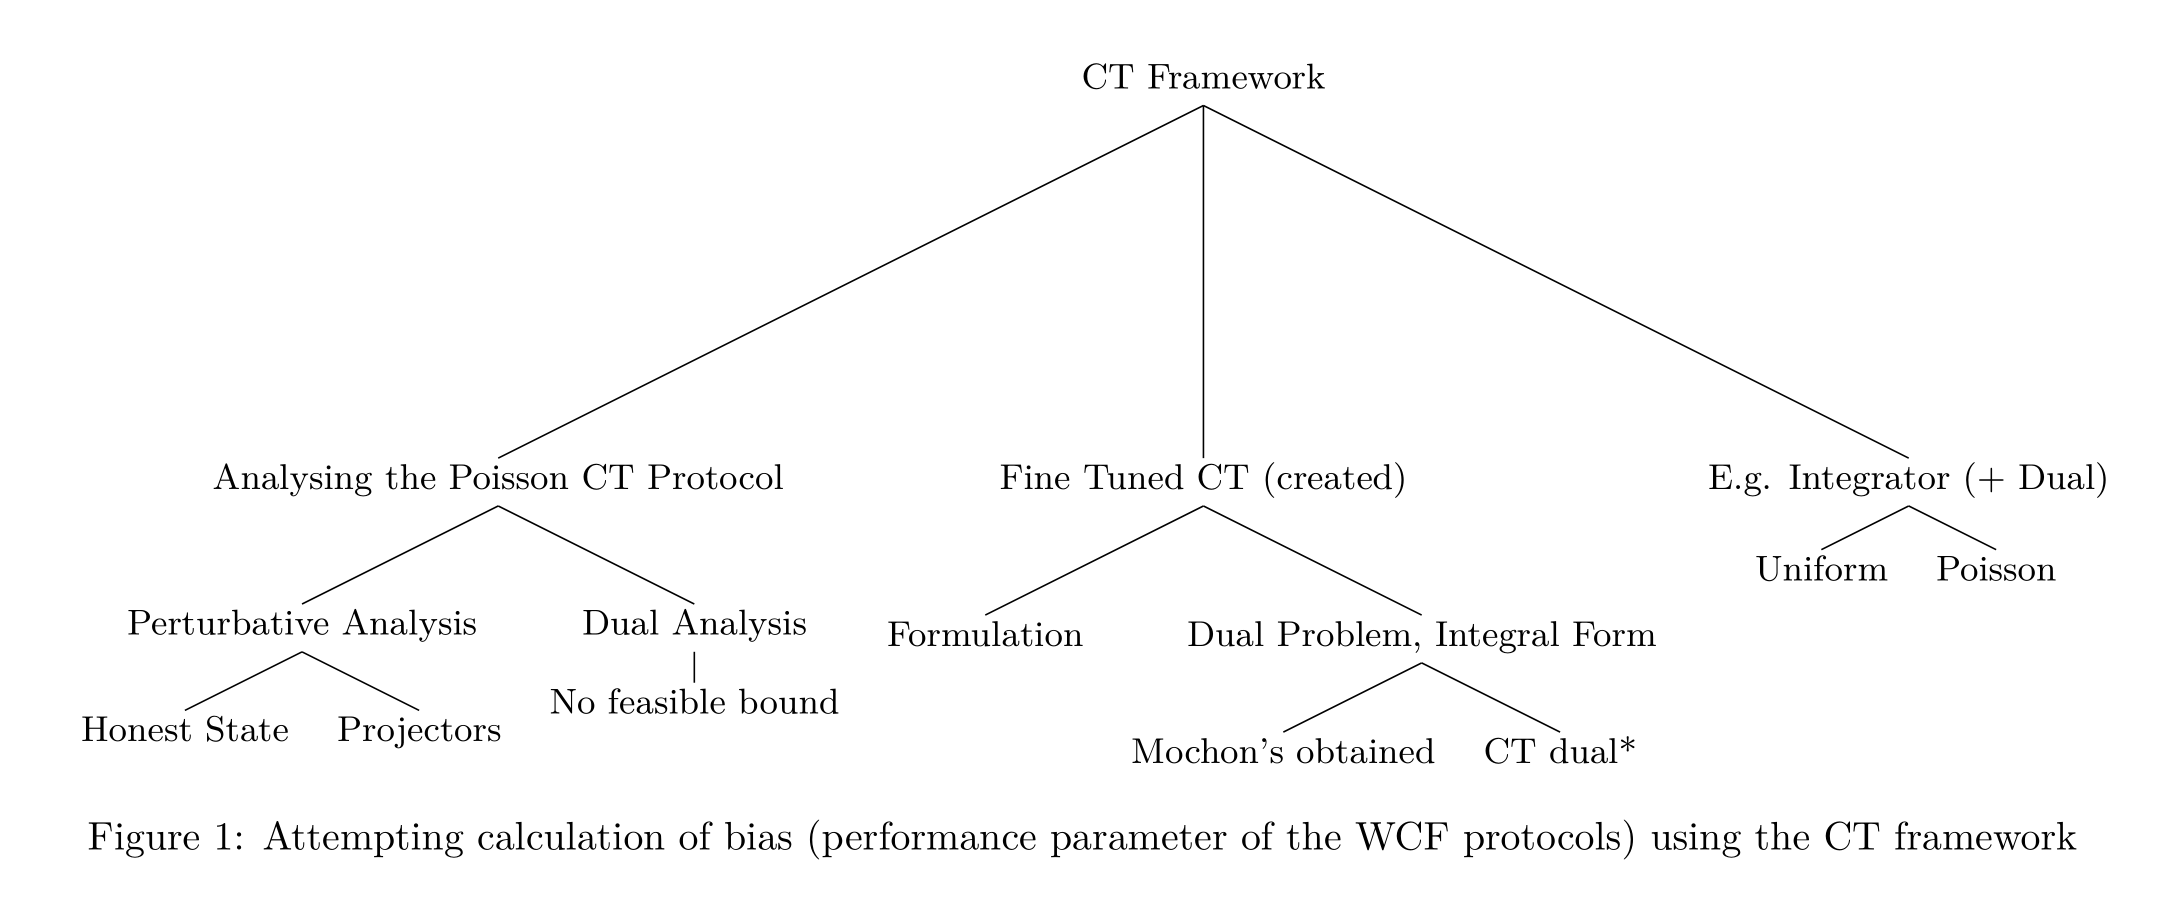 CT Framework
Analysing the Poisson CT Protocol
Fine Tuned CT (created)
E.g. Integrator (+ Dual)
Uniform
Poisson
Perturbative Analysis
Dual Analysis
Formulation
Dual Problem, Integral Form
No feasible bound
Honest State
Projectors
Mochon's obtained
CT dual*
Figure 1: Attempting calculation of bias (performance parameter of the WCF protocols) using the CT framework